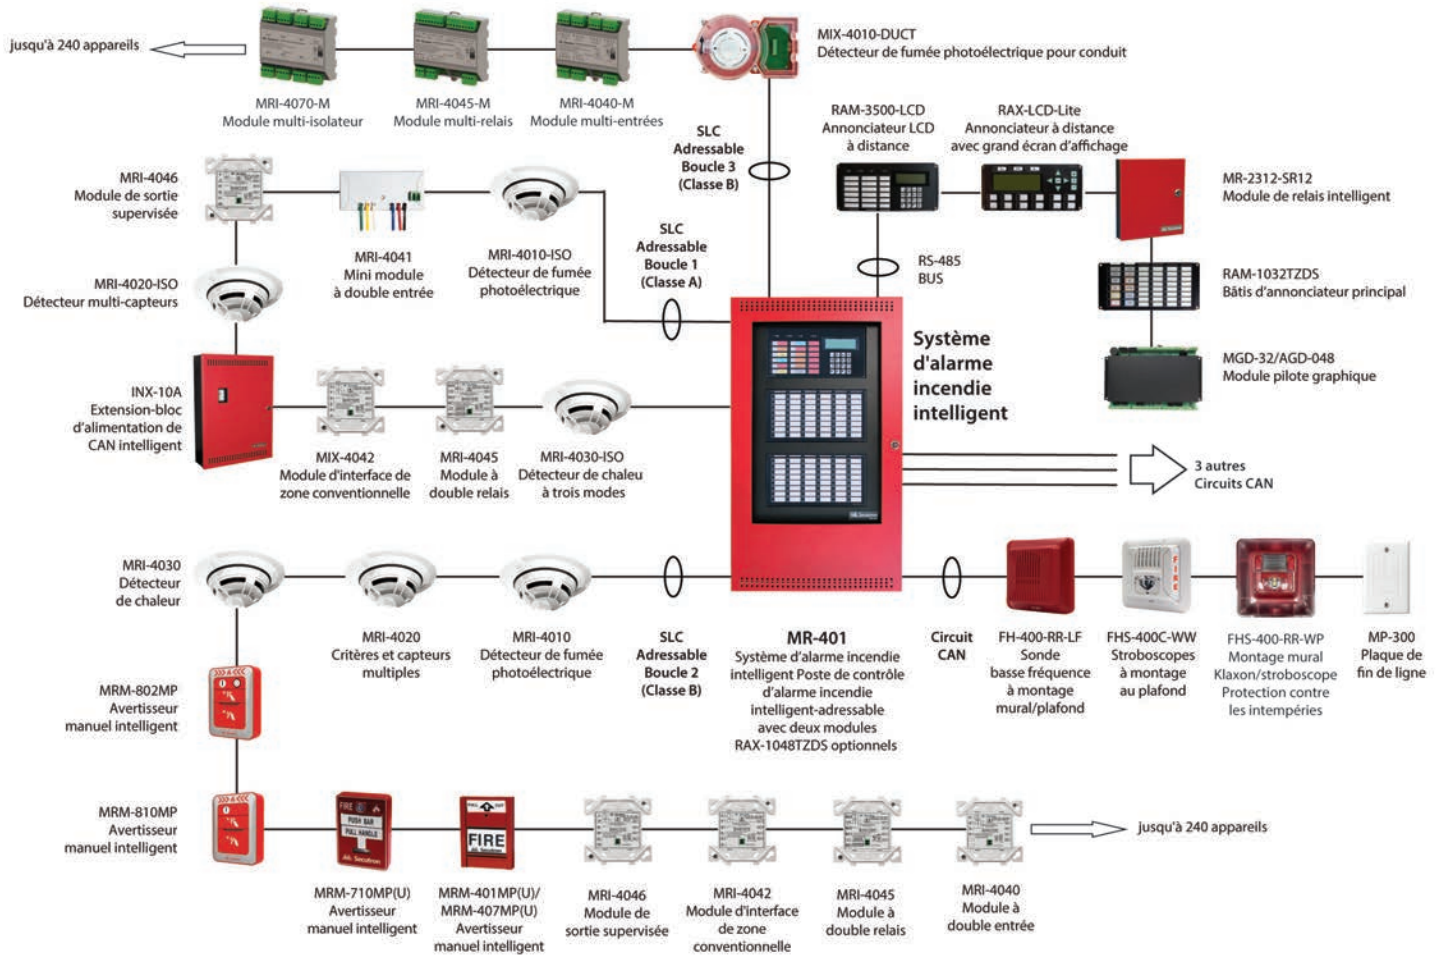 jusqu'à 240 appareils
MRI-4070-M
Module multi-isolateur
MRI-4045-M
Module multi-relais
MRI-4040-M
Module multi-entrées
MIX-4010-DUCT
Détecteur de fumée photoélectrique pour conduit
SLC
Adressable
Boucle 3
(Classe B)
RAM-3500-LCD
Annonciateur LCD
à distance
RAX-LCD-Lite
Annonciateur à distance
avec grand écran d'affichage
MR-2312-SR12
Module de relais intelligent
MRI-4046
Module de sortie
supervisée
MRI-4041
Mini module
à double entrée
MRI-4010-ISO
Détecteur de fumée
photoélectrique
SLC
Adressable
Boucle 1
(Classe A)
RS-485
BUS
RAM-1032TZDS
Bâtis d'annonciateur principal
MRI-4020-ISO
Détecteur multi-capteurs
MGD-32/AGD-048
Module pilote graphique
Système
d'alarme
incendie
intelligent
INX-10A
Extension-bloc
d'alimentation de
CAN intelligent
MIX-4042
Module d'interface de
zone conventionnelle
MRI-4045
Module à
double relais
MRI-4030-ISO
Détecteur de chaleu
à trois modes
3 autres
Circuits CAN
MRI-4030
Détecteur
de chaleur
MRI-4020
Critères et capteurs
multiples
MRI-4010
Détecteur de fumée
photoélectrique
SLC
Adressable
Boucle 2
(Classe B)
MR-401
Système d'alarme incendie
intelligent Poste de contrôle
d'alarme incendie
intelligent-adressable
avec deux modules
RAX-1048TZDS optionnels
Circuit
CAN
FIRE
FH-400-RR-LF
Sonde
basse fréquence
à montage
mural/plafond
FHS-400C-WW
Stroboscopes
à montage
au plafond
FHS-400-RR-WP
Montage mural
Klaxon/stroboscope
Protection contre
les intempéries
MP-300
Plaque de
fin de ligne
MRM-802MP
Avertisseur
manuel intelligent
MRM-810MP
Avertisseur
manuel intelligent
FIRE
PUSH BAR
PULL HANDLE
Secutron
FIRE
Secutron
jusqu'à 240 appareils
MRM-710MP(U)
Avertisseur
manuel intelligent
MRM-401MP(U)/
MRM-407MP(U)
Avertisseur
manuel intelligent
MRI-4046
Module de
sortie supervisée
MRI-4042
Module d'interface
de zone
conventionnelle
MRI-4045
Module à
double relais
MRI-4040
Module à
double entrée